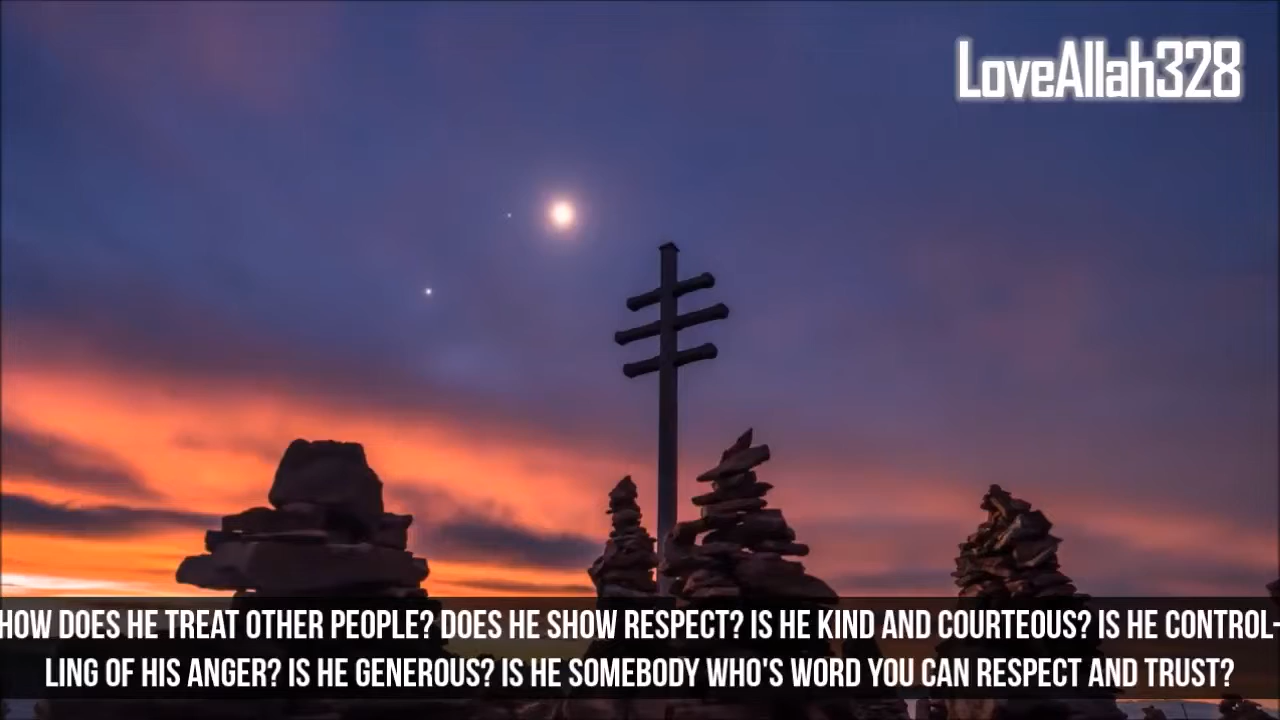 LoveAllah328
HOW DOES HE TREAT OTHER PEOPLE? DOES HE SHOW RESPECT? IS HE KIND AND COURTEOUS? IS HE CONTROL-
LING OF HIS ANGER? IS HE GENEROUS? IS HE SOMEBODY WHO'S WORD YOU CAN RESPECT AND TRUST?